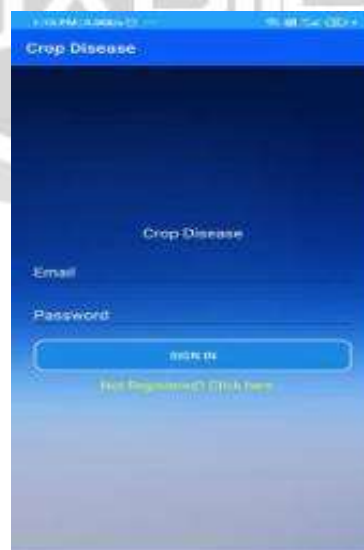 Crop Disease
Crop Disease
Email
Password
SIGN IN
Not Registered? Click here